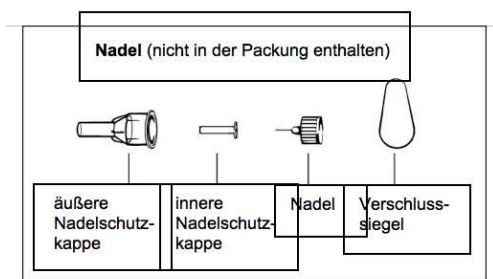 Nadel (nicht in der Packung enthalten)
äußere
Nadelschutz-
kappe
innere
Nadelschutz-
kappe
Nadel
Verschluss-
siegel